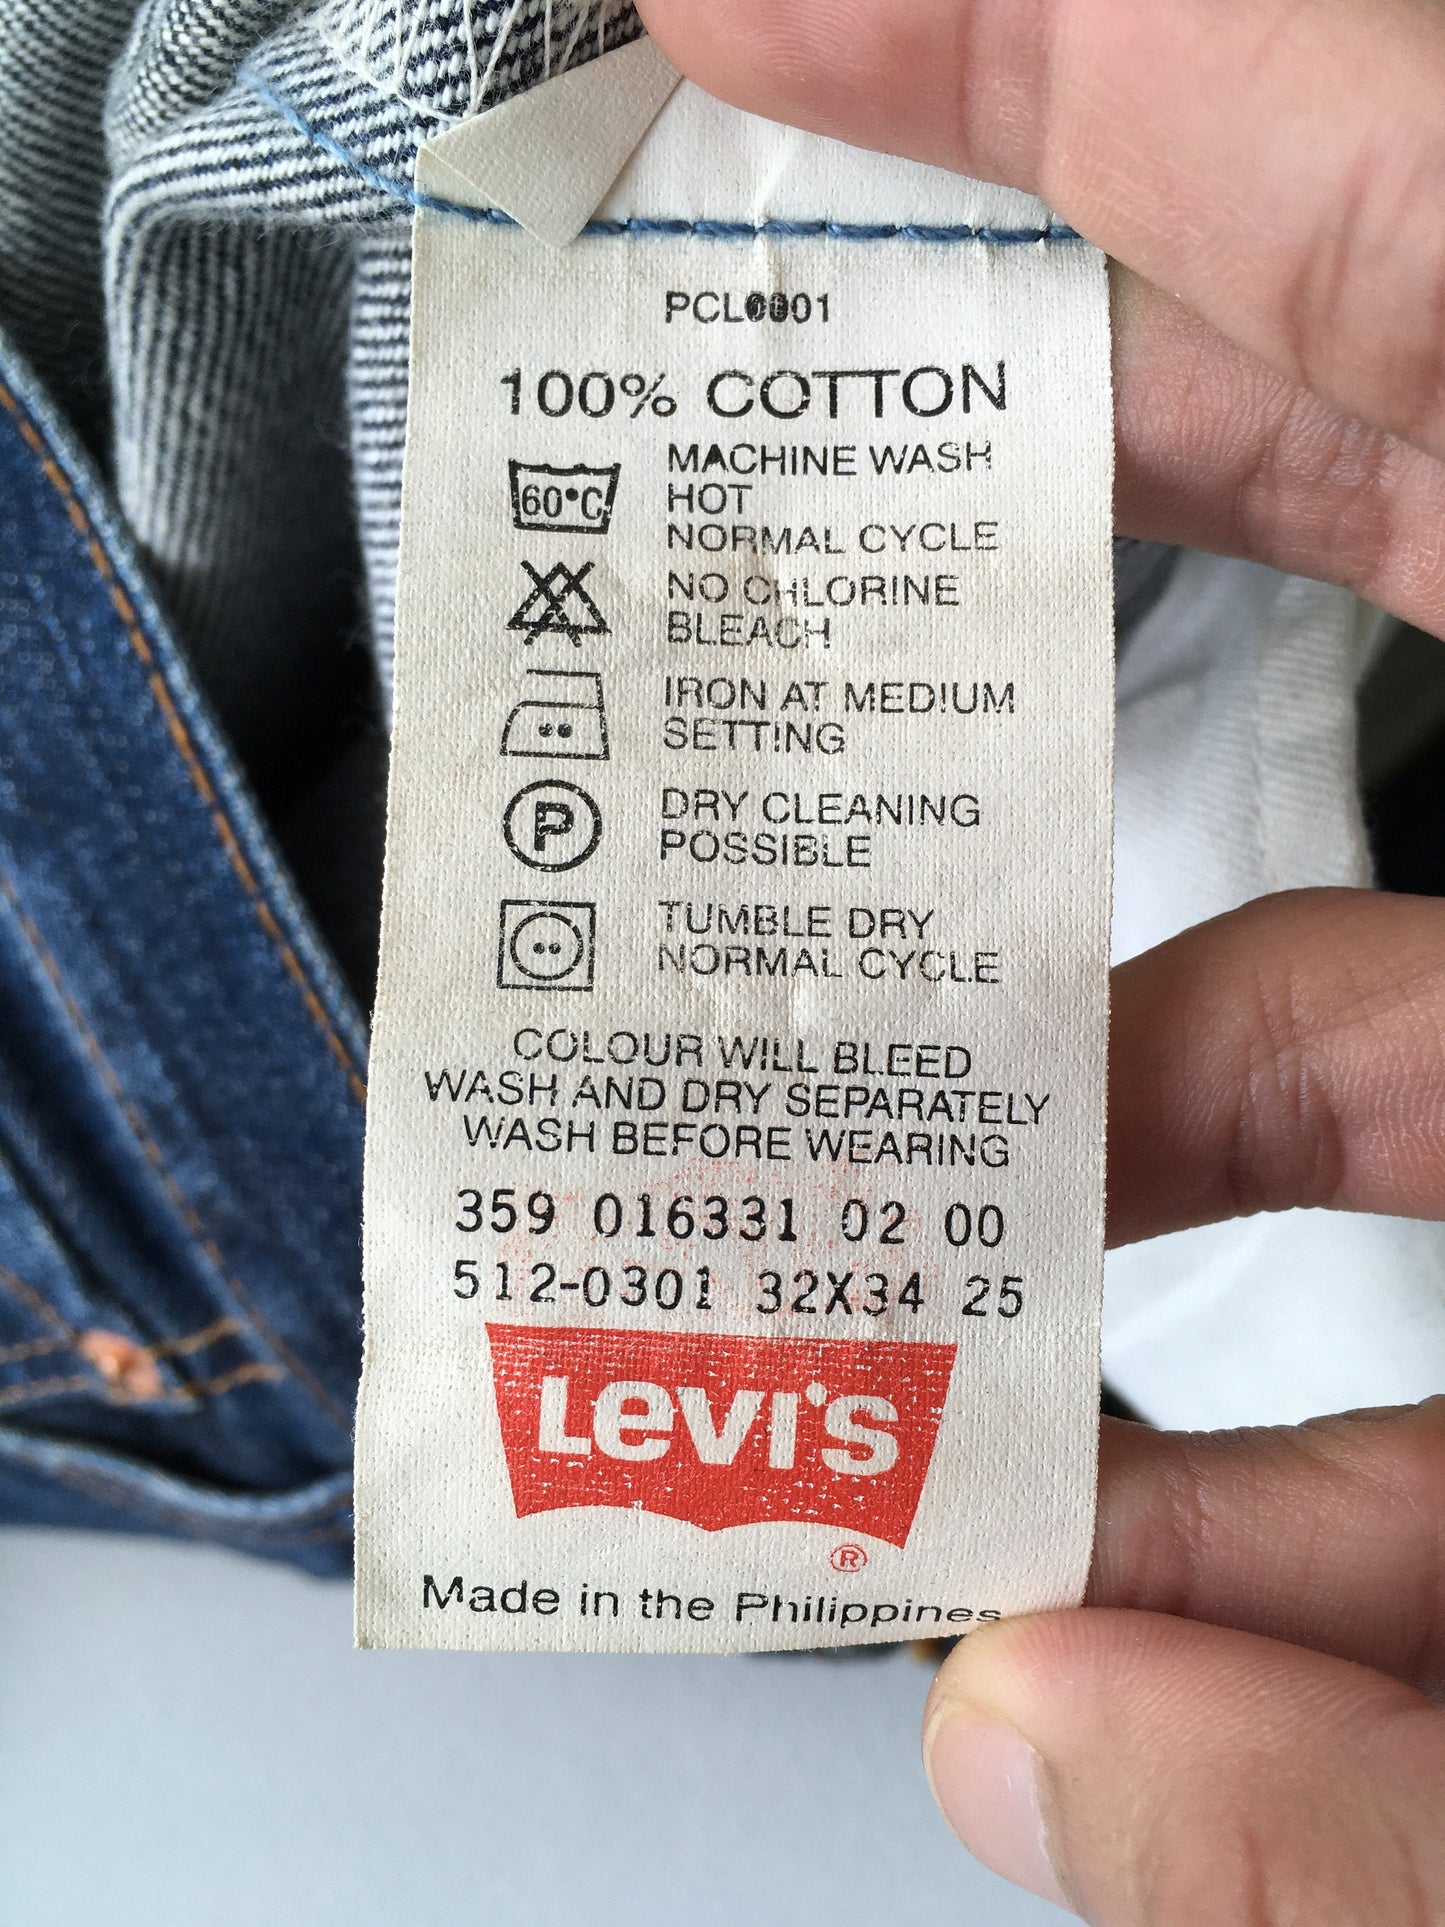 PCL0001
100% COTTON
60°C
MACHINE WASH
HOT
NORMAL CYCLE
NO CHLORINE
BLEACH
IRON AT MEDIUM
SETTING
P
DRY CLEANING
POSSIBLE
TUMBLE DRY
NORMAL CYCLE
COLOUR WILL BLEED
WASH AND DRY SEPARATELY
WASH BEFORE WEARING
359 016331 02 00
512-0301 32X34 25
Levi's
®
Made in the Philippines